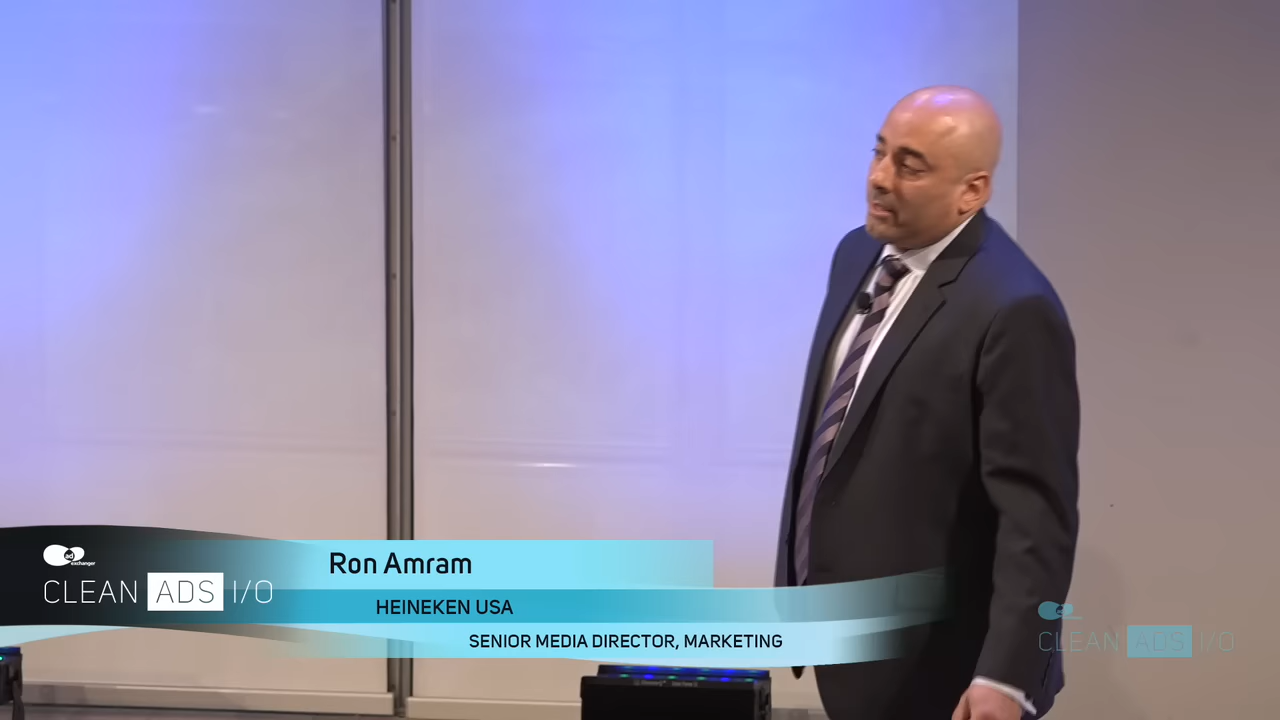 Ron Amram
HEINEKEN USA
SENIOR MEDIA DIRECTOR, MARKETING
ad
exchanger
CLEAN ADS I/O
CLEAN ADS I/O